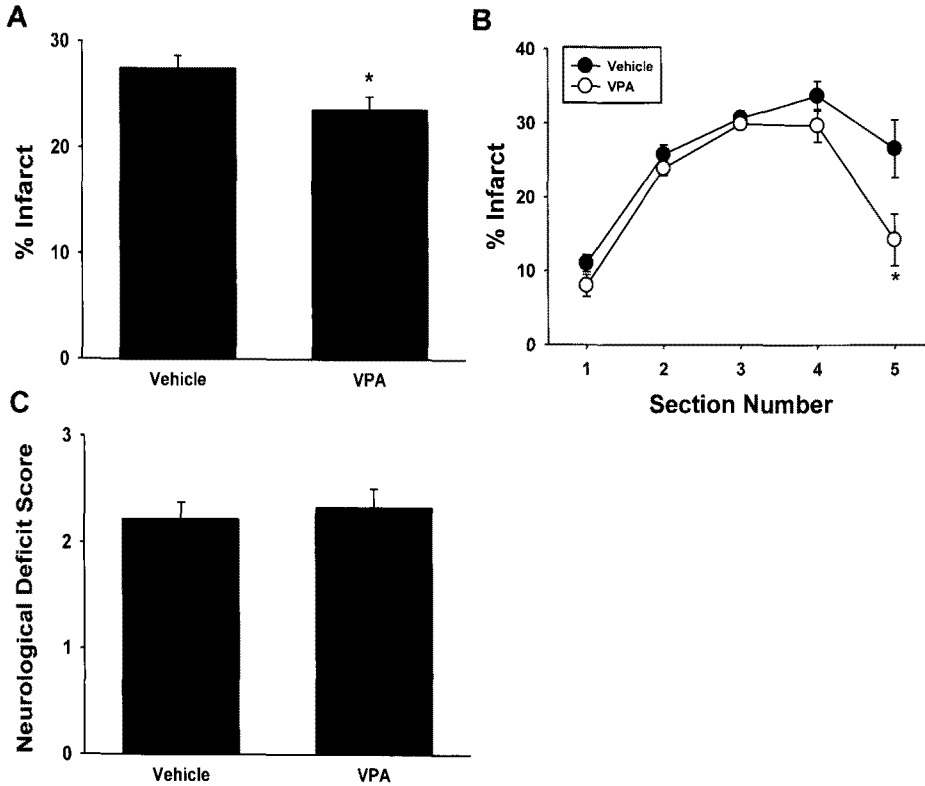 A
% Infarct
30
20
10
0
*
Vehicle
VPA
B
% Infarct
40
30
20
10
0
Vehicle
VPA
*
1
2
3
4
5
Section Number
C
Neurological Deficit Score
3
2
1
0
Vehicle
VPA